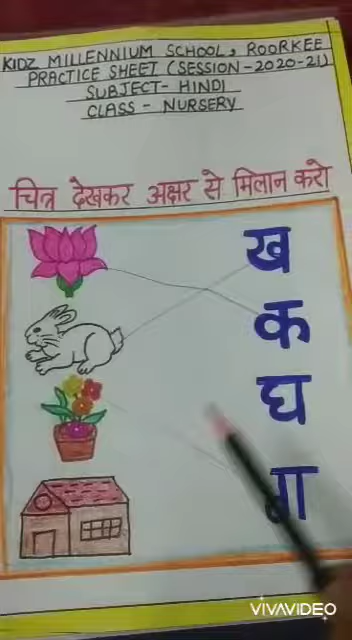 KIDZ MILLENNIUM SCHOOL, ROORKEE
PRACTICE SHEET (SESSION-2020-21)
SUBJECT- HINDI
CLASS - NURSERY
चित्र देखकर अक्षर से मिलान करो
ख
क
घ
ग
VIVAVIDEO